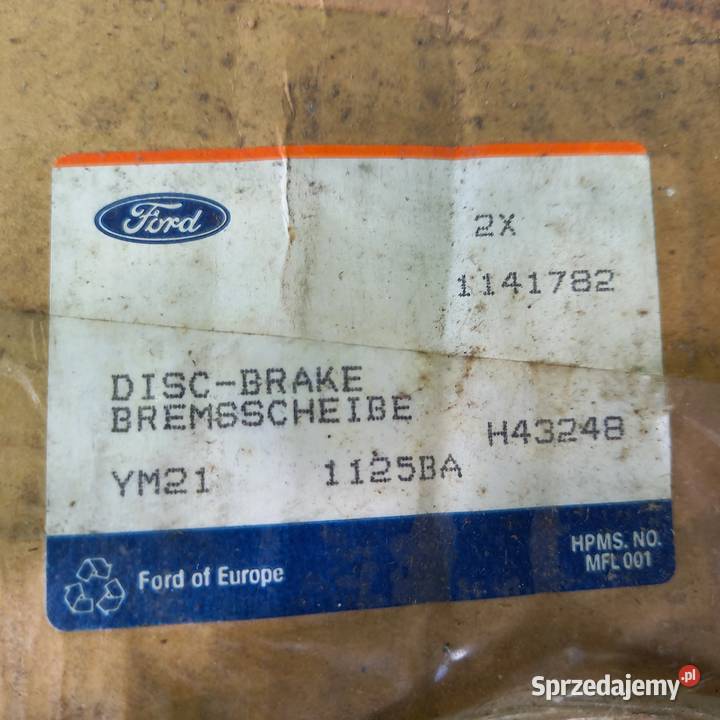 Ford
2X
1141782
DISC-BRAKE
BREMSSCHEIBE
H43248
YM21 1125BA
Ford of Europe
HPMS. NO.
MFL 001
Sprzedajemy.pl